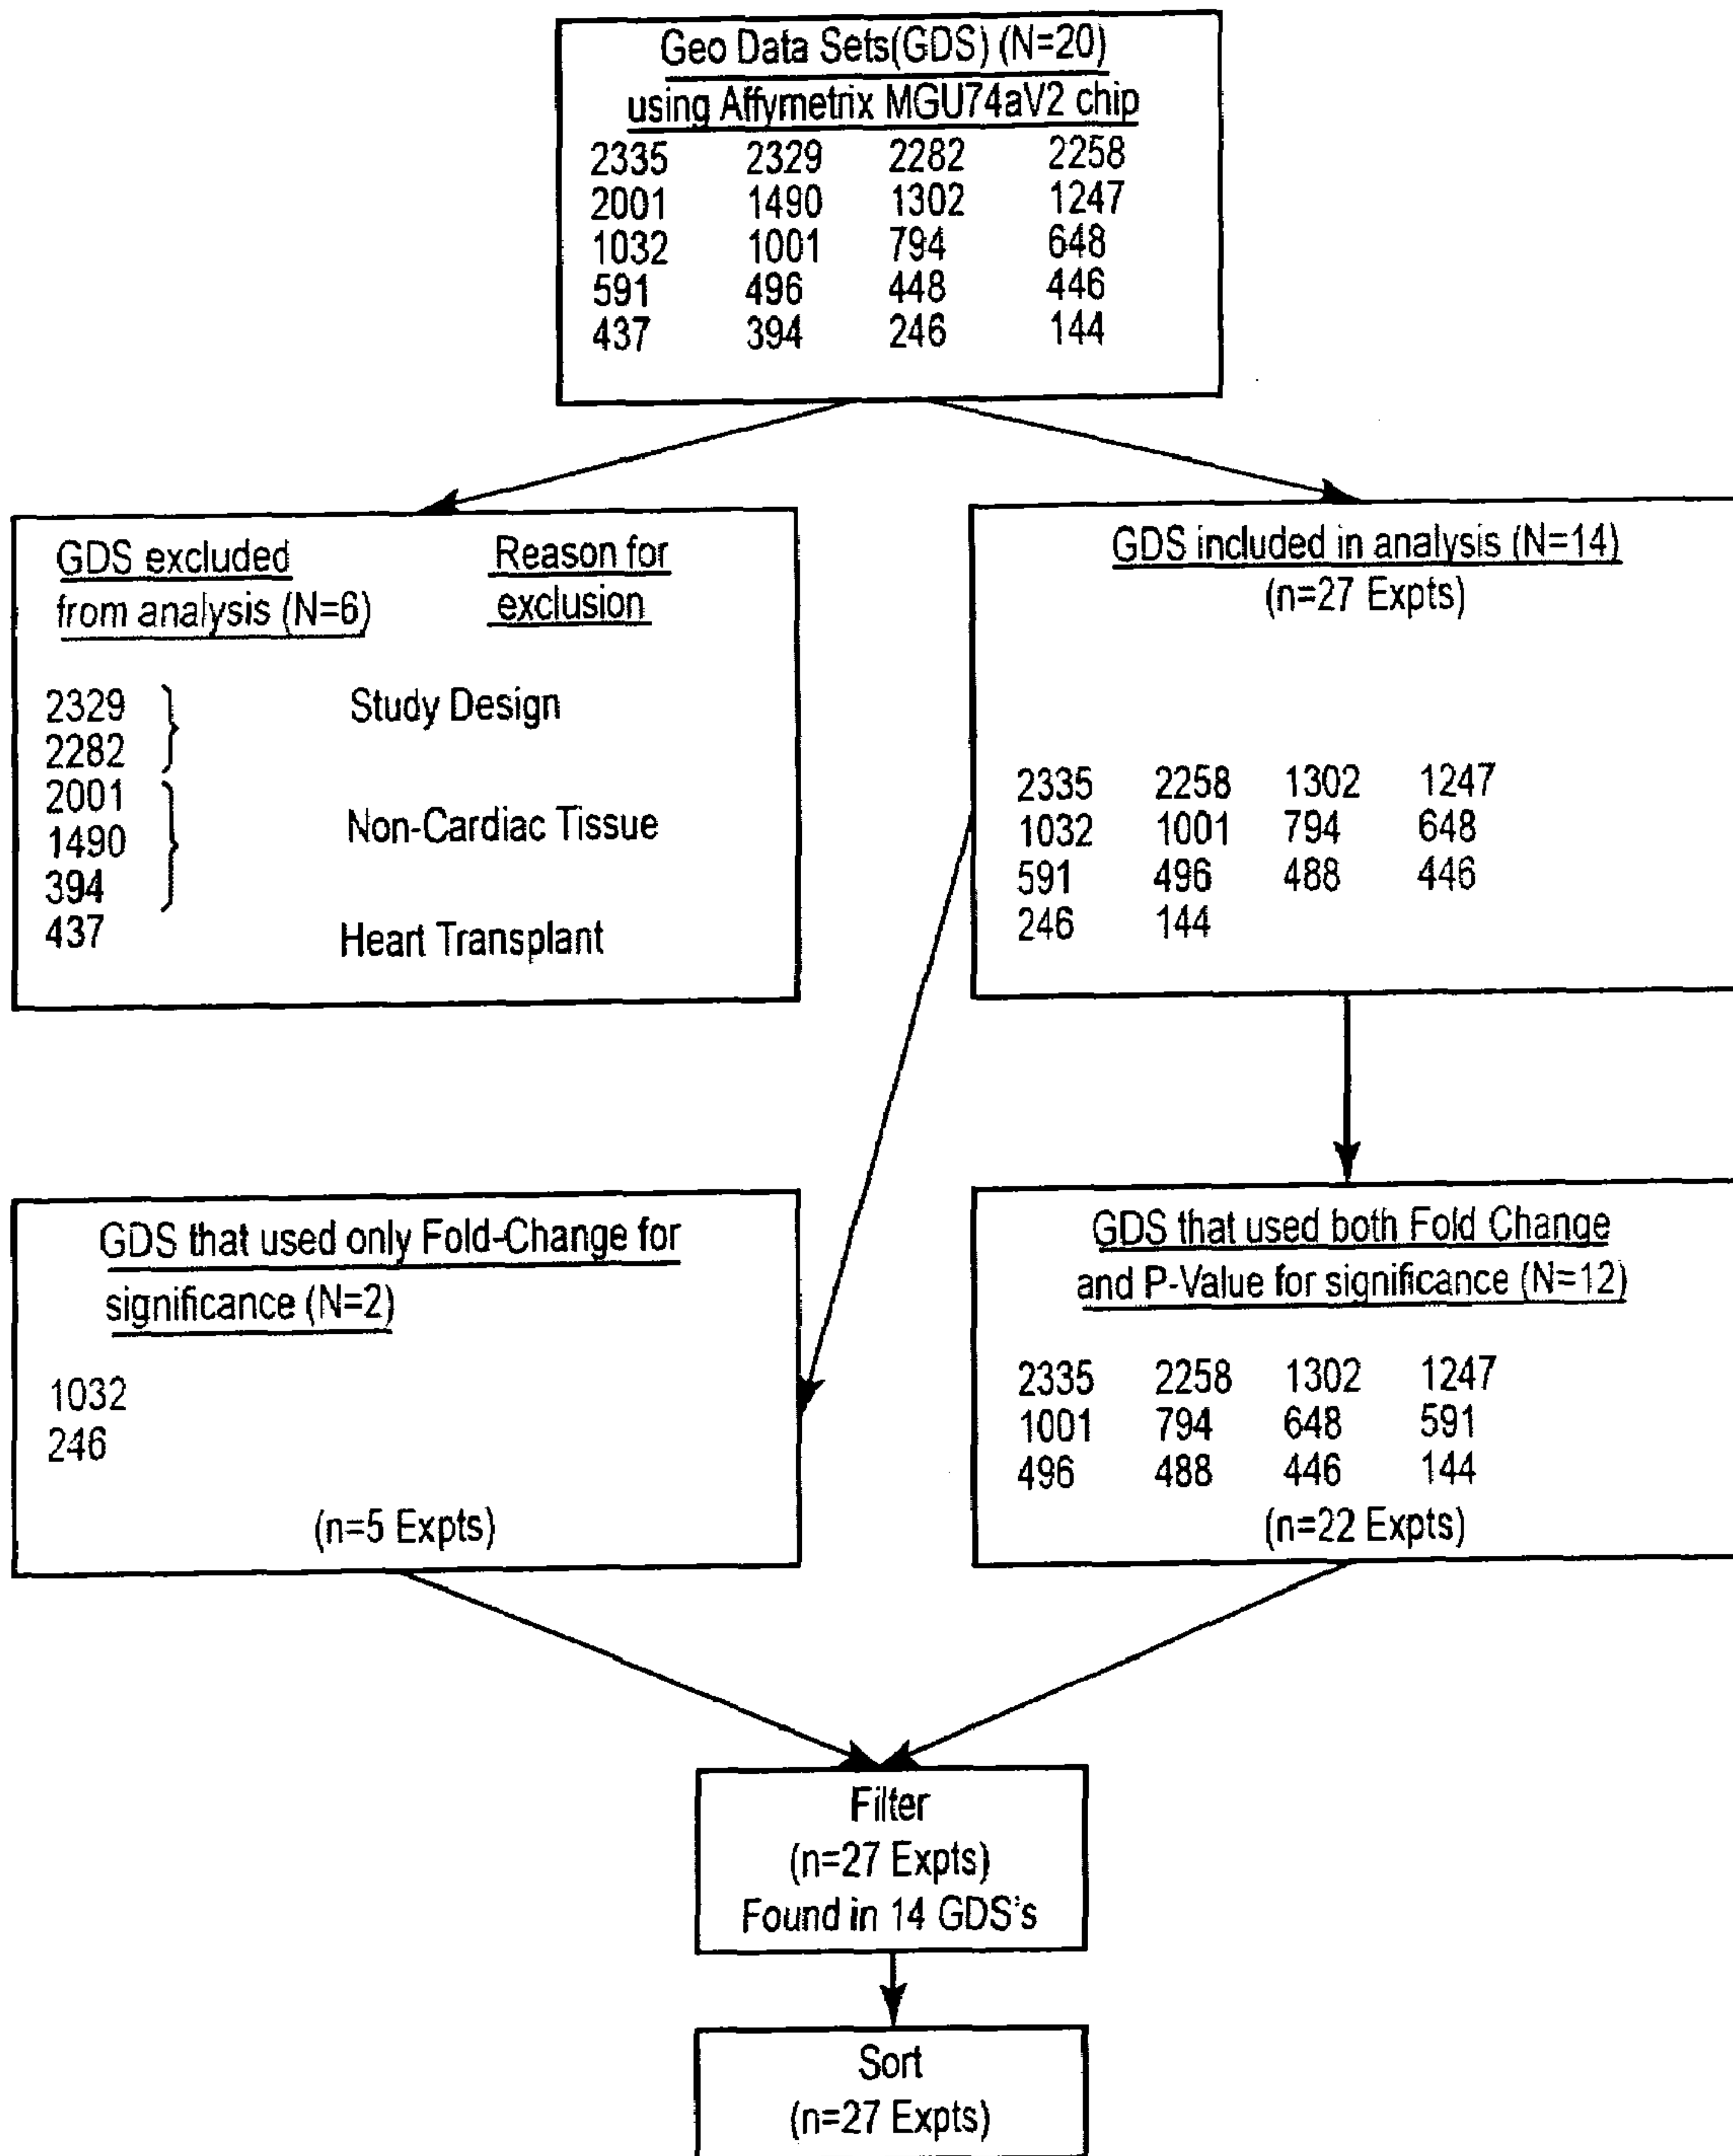 Geo Data Sets(GDS) (N=20)
using Affymetrix MGU74aV2 chip
2335 2329 2282 2258
2001 1490 1302 1247
1032 1001 794 648
591 496 448 446
437 394 246 144
GDS excluded
from analysis (N=6)
Reason for
exclusion
2329
2282
Study Design
2001
1490
394
Non-Cardiac Tissue
437
Heart Transplant
GDS included in analysis (N=14)
(n=27 Expts)
2335 2258 1302 1247
1032 1001 794 648
591 496 488 446
246 144
GDS that used only Fold-Change for
significance (N=2)
1032
246
(n=5 Expts)
GDS that used both Fold Change
and P-Value for significance (N=12)
2335 2258 1302 1247
1001 794 648 591
496 488 446 144
(n=22 Expts)
Filter
(n=27 Expts)
Found in 14 GDS's
Sort
(n=27 Expts)